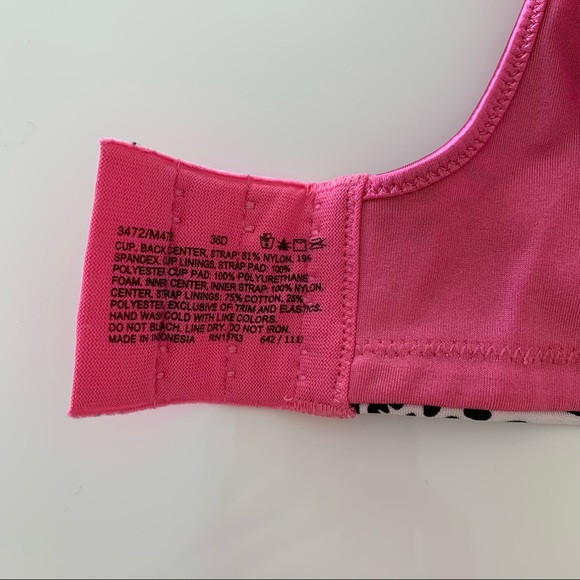 3472/M472 36D
CUP, BACK, CENTER, STRAP: 81% NYLON, 19%
SPANDEX. CUP LININGS, STRAP PAD: 100%
POLYESTER. CUP PAD: 100% POLYURETHANE
FOAM. INNER CENTER, INNER STRAP: 100% NYLON.
CENTER, STRAP LININGS: 75% COTTON, 25%
POLYESTER. EXCLUSIVE OF TRIM AND ELASTICS.
HAND WASH COLD WITH LIKE COLORS.
DO NOT BLEACH. LINE DRY. DO NOT IRON.
MADE IN INDONESIA RN15763 642 /